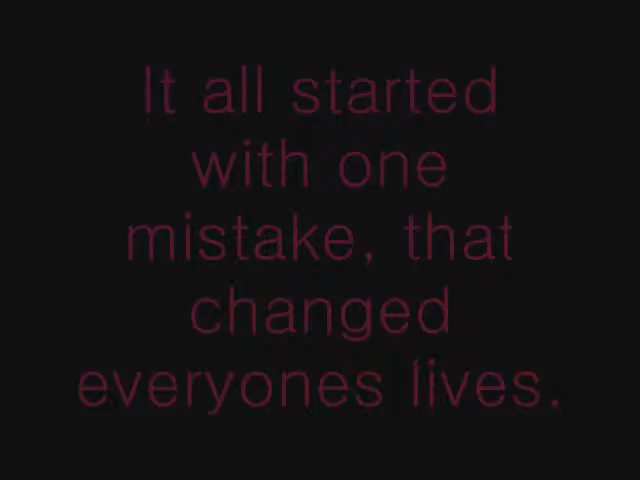 It all started
with one
mistake, that
changed
everyones lives.